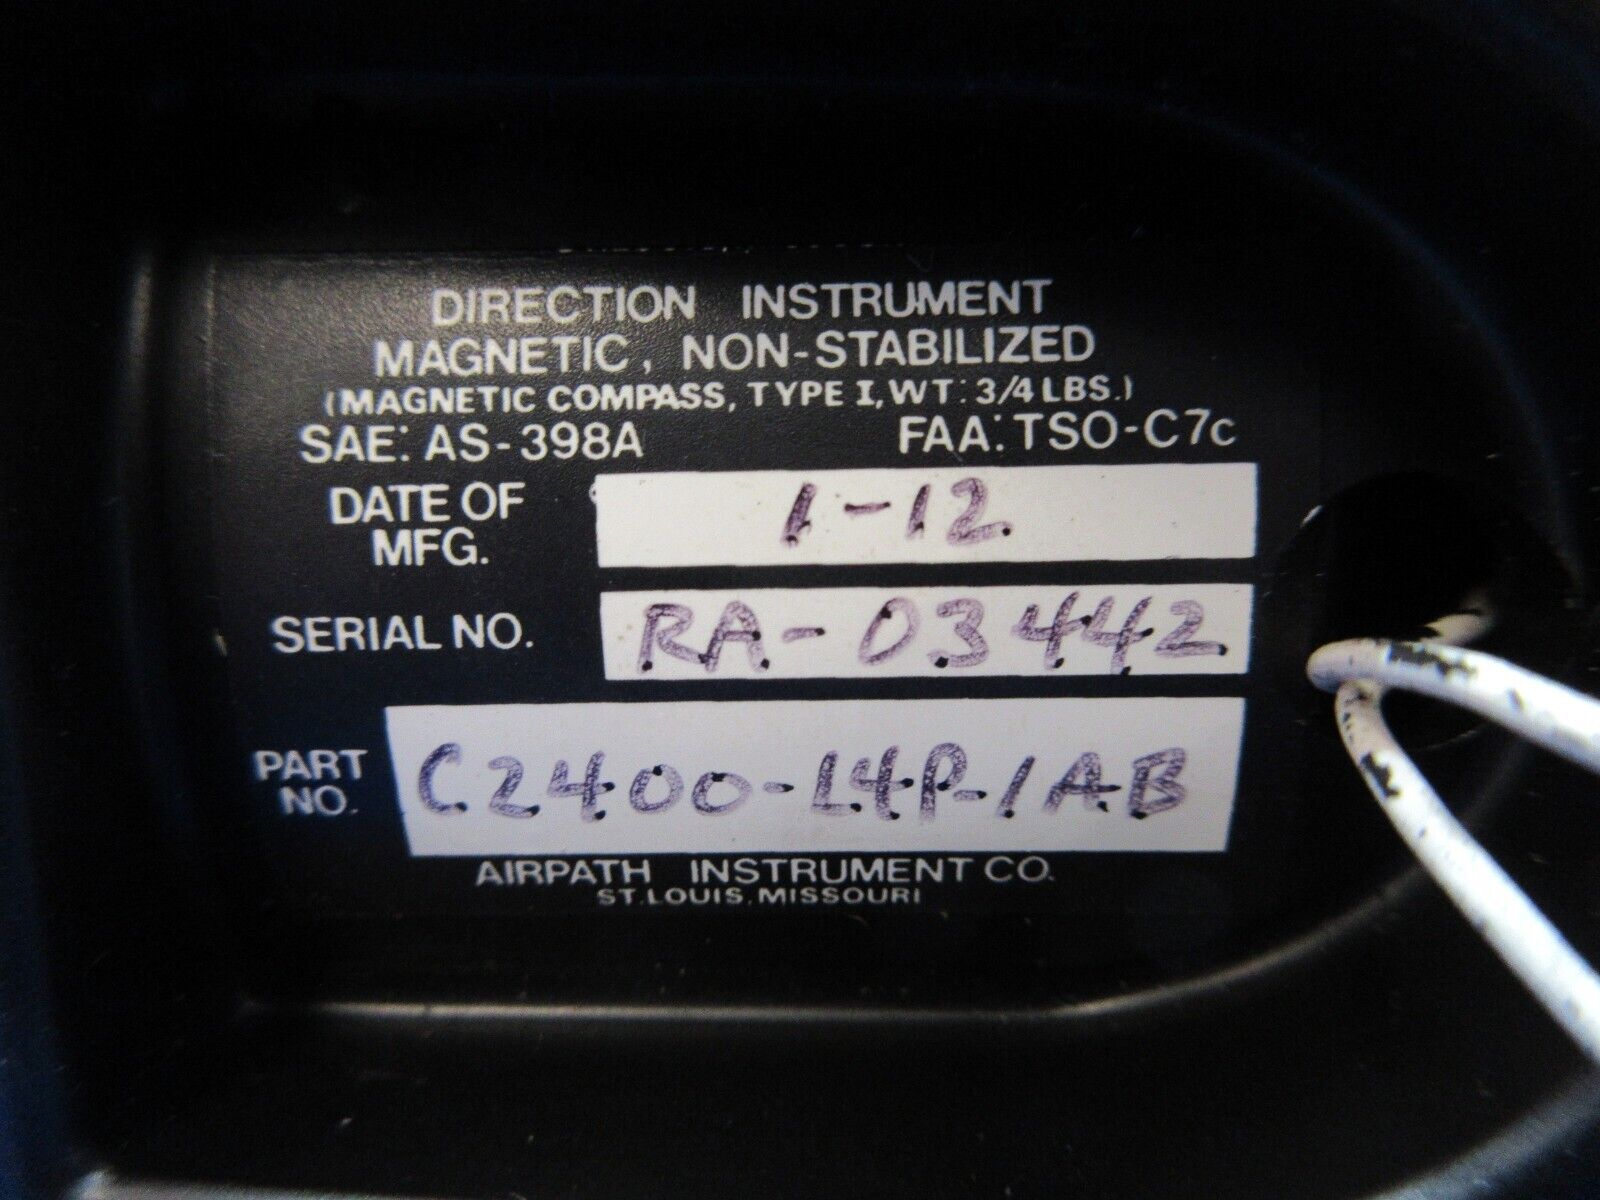 DIRECTION INSTRUMENT
MAGNETIC, NON-STABILIZED
(MAGNETIC COMPASS, TYPE I, WT: 3/4 LBS.)
SAE: AS-398A FAA: TSO-C7c
DATE OF MFG. 1-12
SERIAL NO. RA-03442
PART NO. C2400-L4P-1AB
AIRPATH INSTRUMENT CO.
ST. LOUIS, MISSOURI